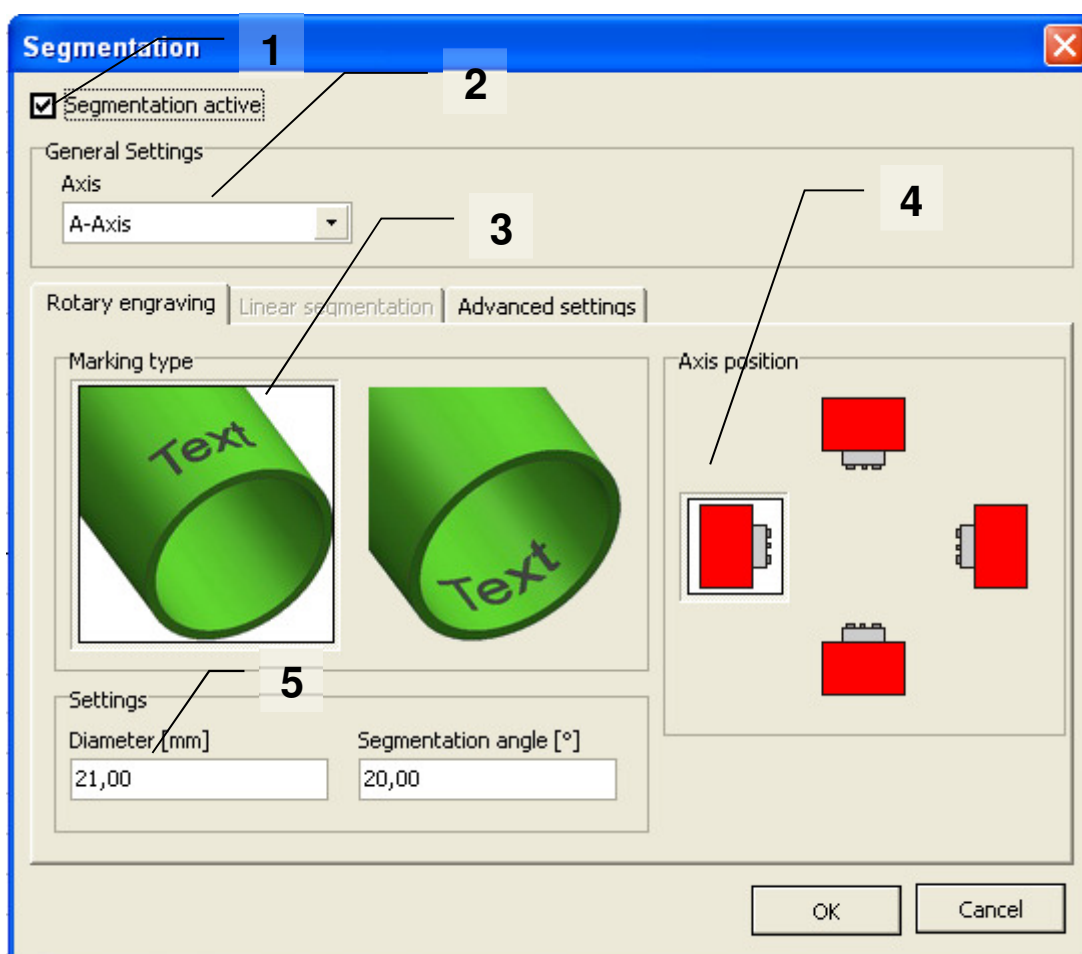 Segmentation
1
Segmentation active
2
General Settings
Axis
A-Axis
3
4
Rotary engraving Linear segmentation Advanced settings
Marking type
Axis position
Text
Text
5
Settings
Diameter [mm] Segmentation angle [°]
21,00 20,00
OK Cancel